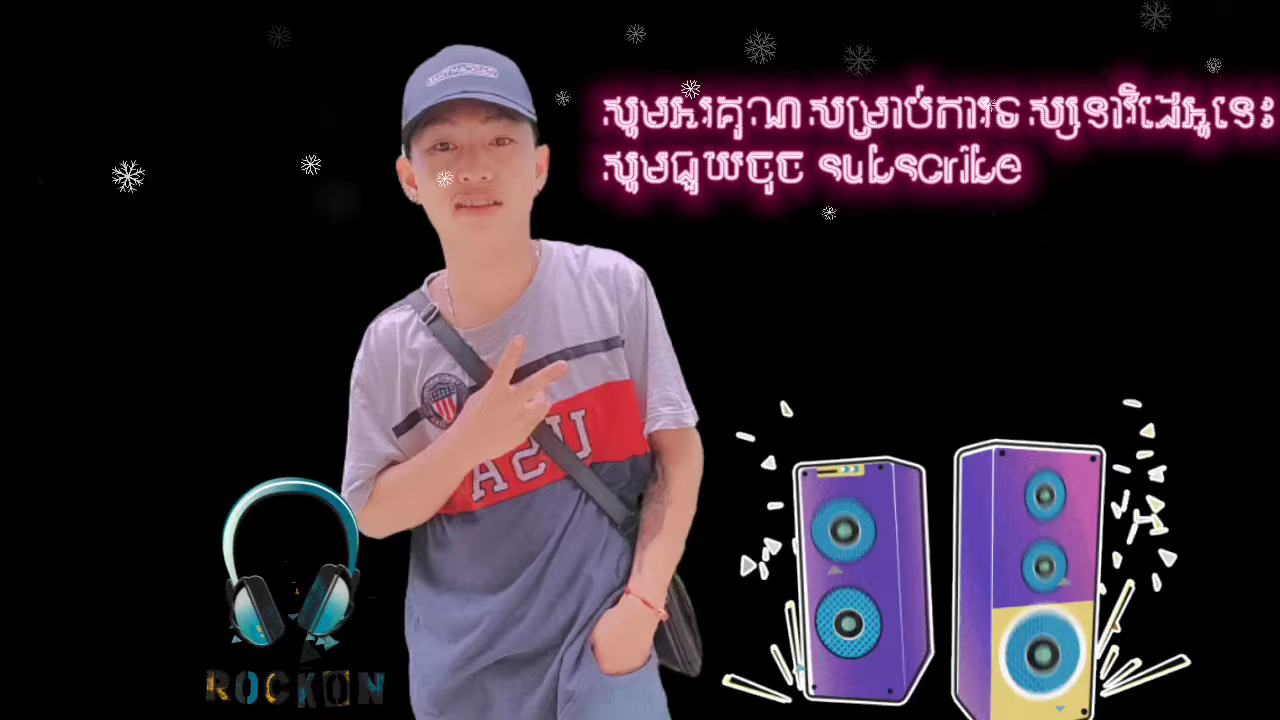 សូមអរគុណ សម្រាប់ការទស្សនាវីដេអូនេះ
សូមជួយចុច subscribe
USA
ROCKON